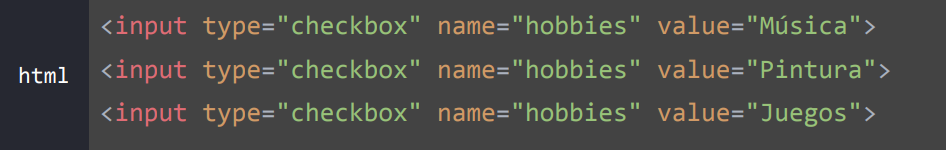 <input type="checkbox" name="hobbies" value="Música">
html
<input type="checkbox" name="hobbies" value="Pintura">
<input type="checkbox" name="hobbies" value="Juegos">